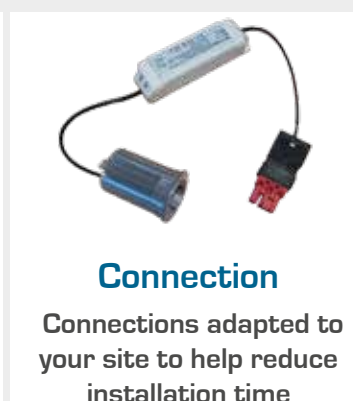 Connection
Connections adapted to
your site to help reduce
installation time